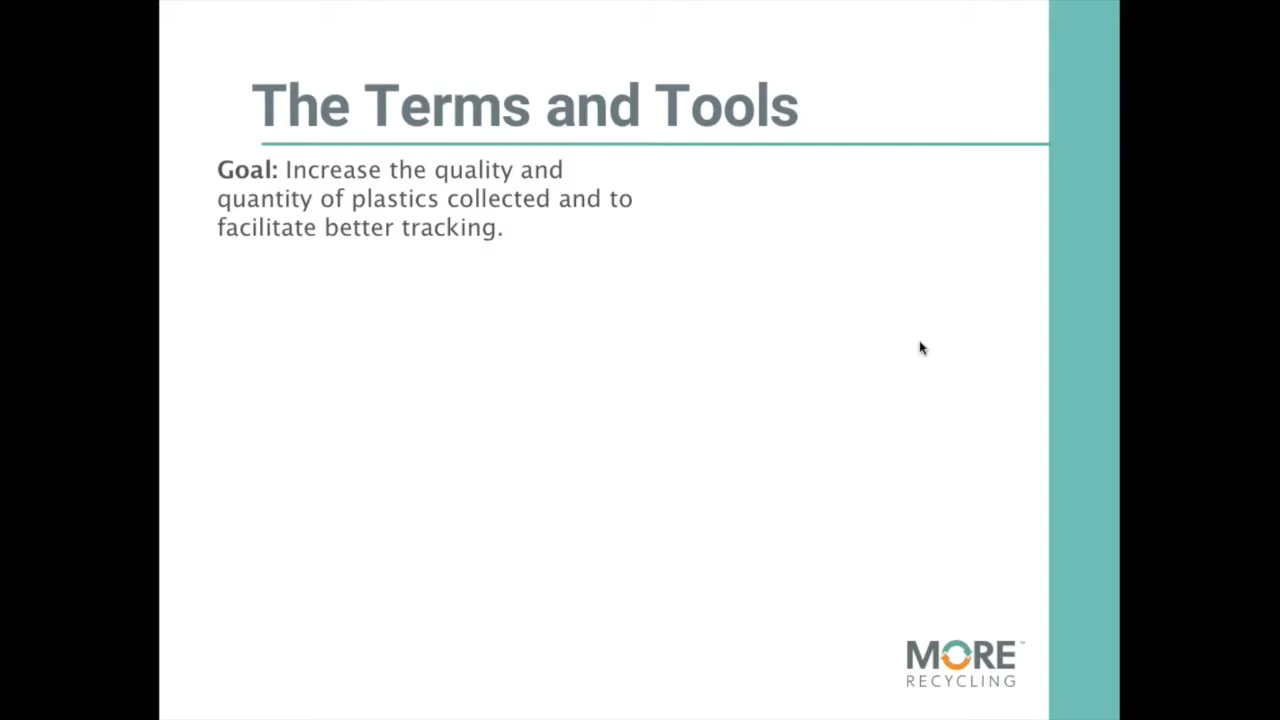 The Terms and Tools
Goal: Increase the quality and
quantity of plastics collected and to
facilitate better tracking.
MORE™
RECYCLING